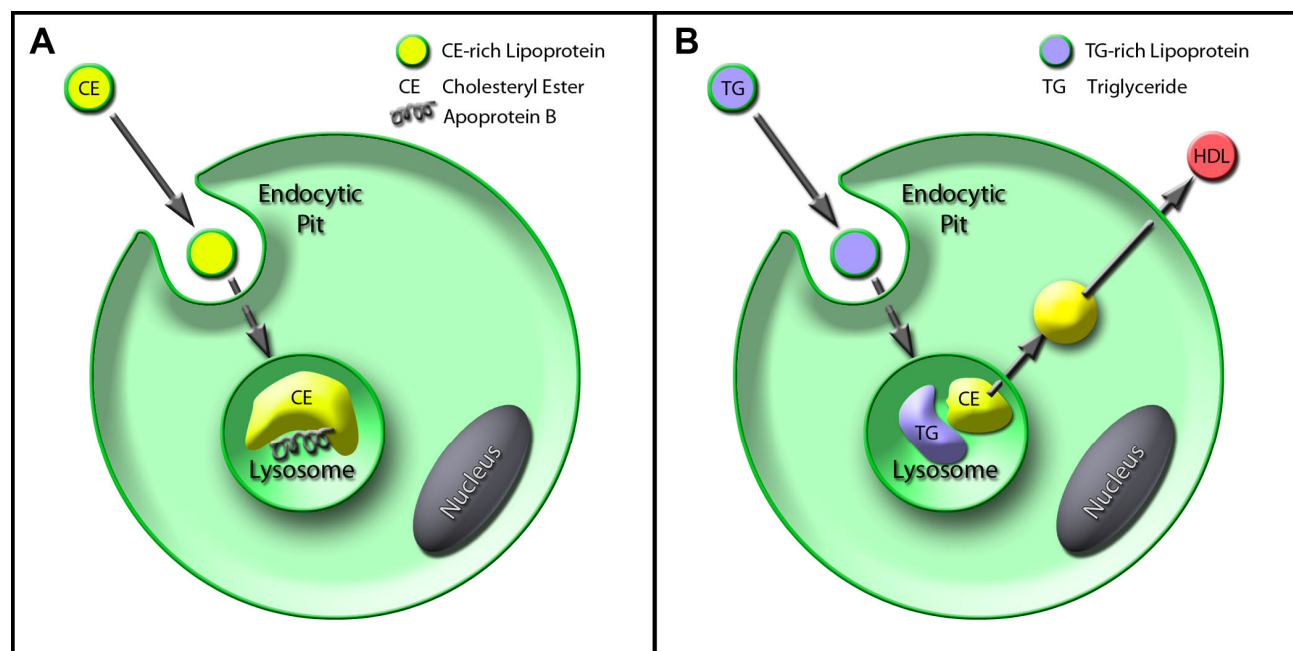 A
CE-rich Lipoprotein
CE
CE Cholesteryl Ester
Apoprotein B
Endocytic
Pit
CE
Lysosome
Nucleus
B
TG-rich Lipoprotein
TG
TG Triglyceride
HDL
Endocytic
Pit
CE
TG
Lysosome
Nucleus